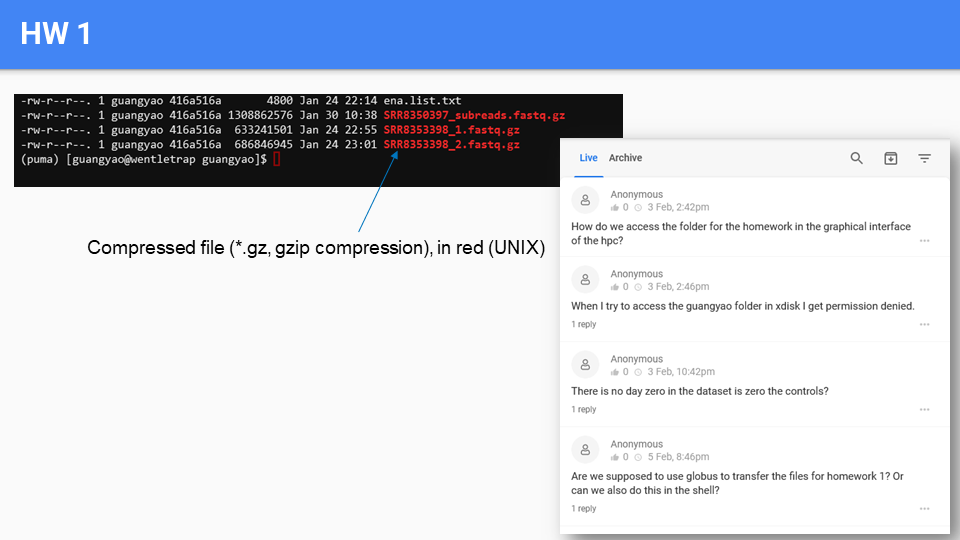 HW 1
-rw-r--r--. 1 guangyao 416a516a 4800 Jan 24 22:14 ena.list.txt
-rw-r--r--. 1 guangyao 416a516a 1308862576 Jan 30 10:38 SRR8350397_subreads.fastq.gz
-rw-r--r--. 1 guangyao 416a516a 633241501 Jan 24 22:55 SRR8353398_1.fastq.gz
-rw-r--r--. 1 guangyao 416a516a 686846945 Jan 24 23:01 SRR8353398_2.fastq.gz
(puma) [guangyao@wentletrap guangyao]$
Compressed file (*.gz, gzip compression), in red (UNIX)
Live Archive
Anonymous
0 3 Feb, 2:42pm
How do we access the folder for the homework in the graphical interface
of the hpc?
Anonymous
0 3 Feb, 2:46pm
When I try to access the guangyao folder in xdisk I get permission denied.
1 reply
Anonymous
0 3 Feb, 10:42pm
There is no day zero in the dataset is zero the controls?
1 reply
Anonymous
0 5 Feb, 8:46pm
Are we supposed to use globus to transfer the files for homework 1? Or
can we also do this in the shell?
1 reply